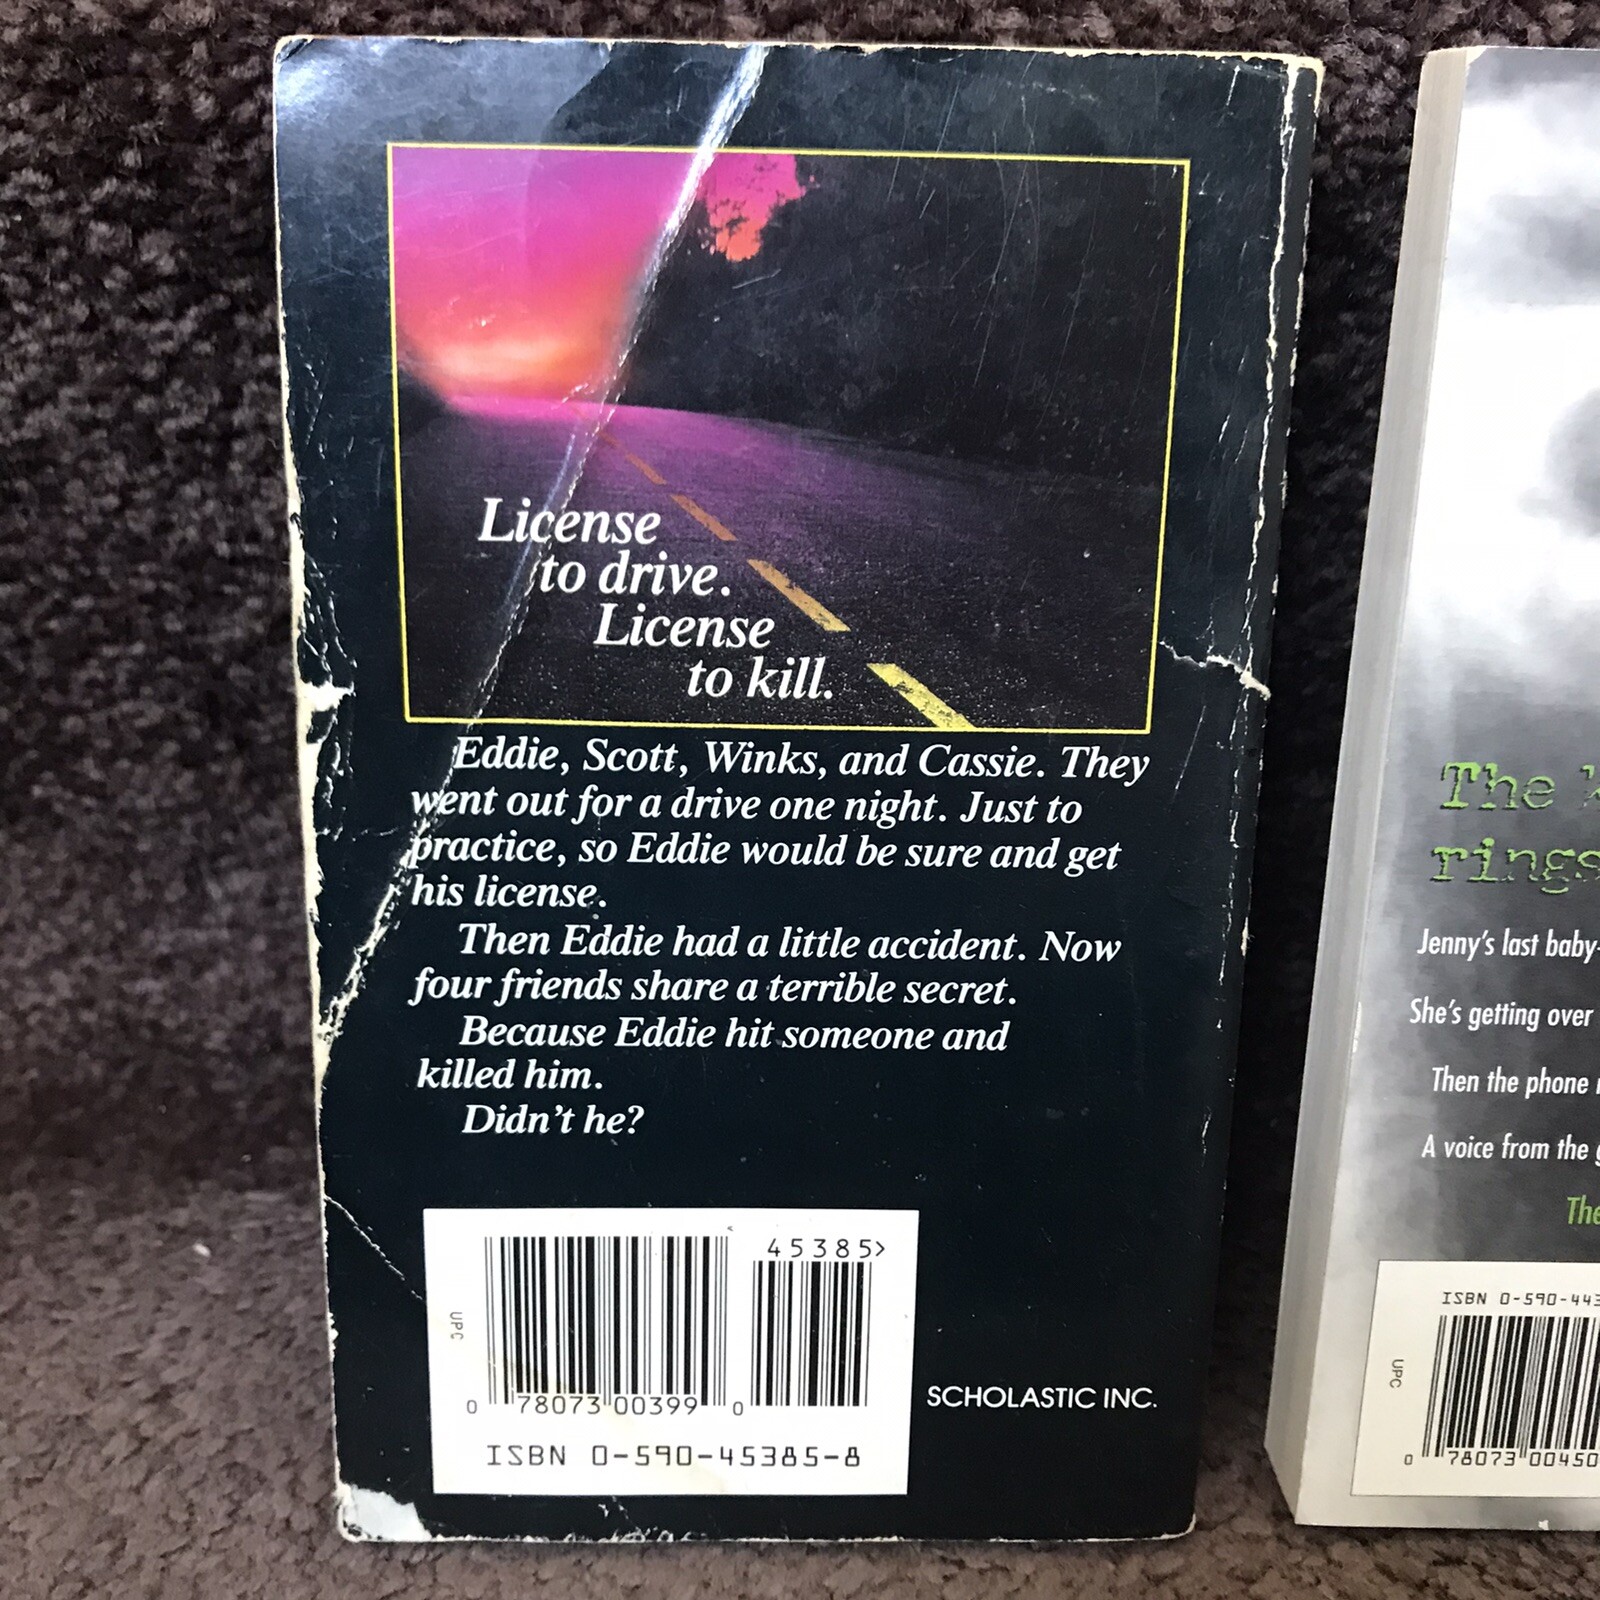 License
to drive.
License
to kill.
Eddie, Scott, Winks, and Cassie. They
went out for a drive one night. Just to
practice, so Eddie would be sure and get
his license.
Then Eddie had a little accident. Now
four friends share a terrible secret.
Because Eddie hit someone and
killed him.
Didn't he?
45385>
UPC
0 78073 00399 0
ISBN 0-590-45385-8
SCHOLASTIC INC.
The
rings
Jenny's last baby-
She's getting over
Then the phone
A voice from the
The
ISBN 0-590-443
UPC
0 78073 00450